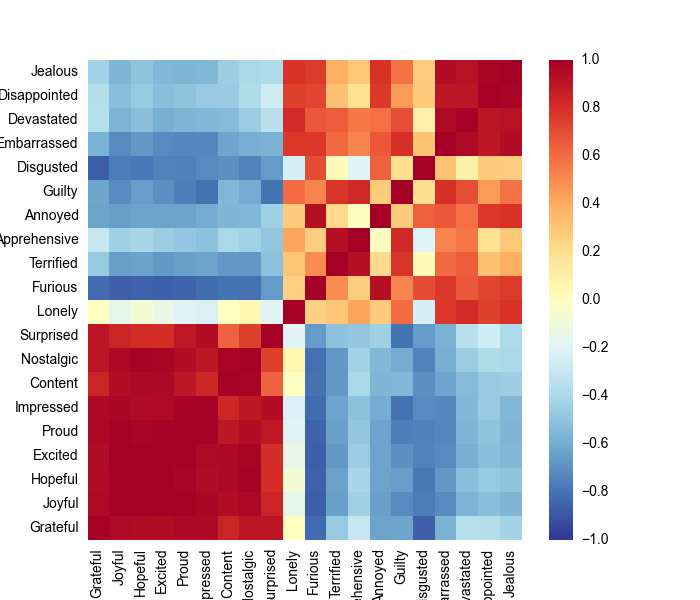 Jealous
Disappointed
Devastated
Embarrassed
Disgusted
Guilty
Annoyed
Apprehensive
Terrified
Furious
Lonely
Surprised
Nostalgic
Content
Impressed
Proud
Excited
Hopeful
Joyful
Grateful
1.0
0.8
0.6
0.4
0.2
0.0
−0.2
−0.4
−0.6
−0.8
−1.0
Grateful
Joyful
Hopeful
Excited
Proud
pressed
Content
Nostalgic
urprised
Lonely
Furious
Terrified
hensive
Annoyed
Guilty
sgusted
arrassed
vastated
ppointed
Jealous